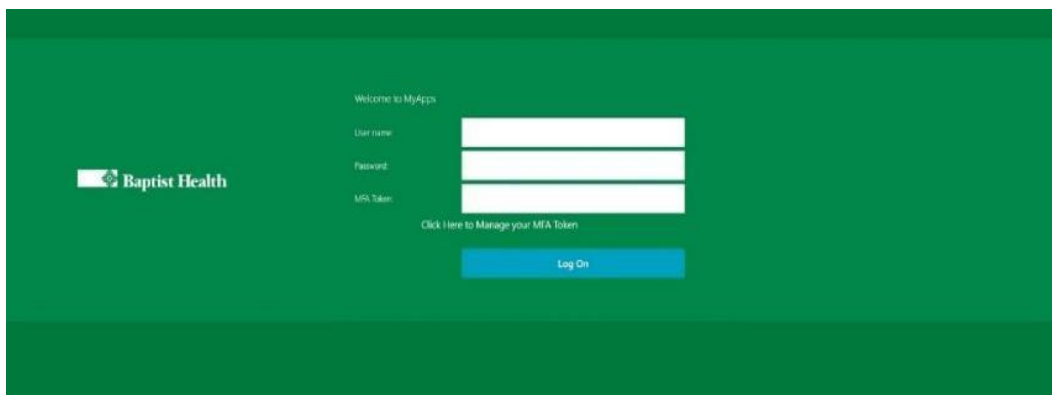 Welcome to MyApps
User name:
Password:
Baptist Health
MFA Token:
Click Here to Manage your MFA Token
Log On